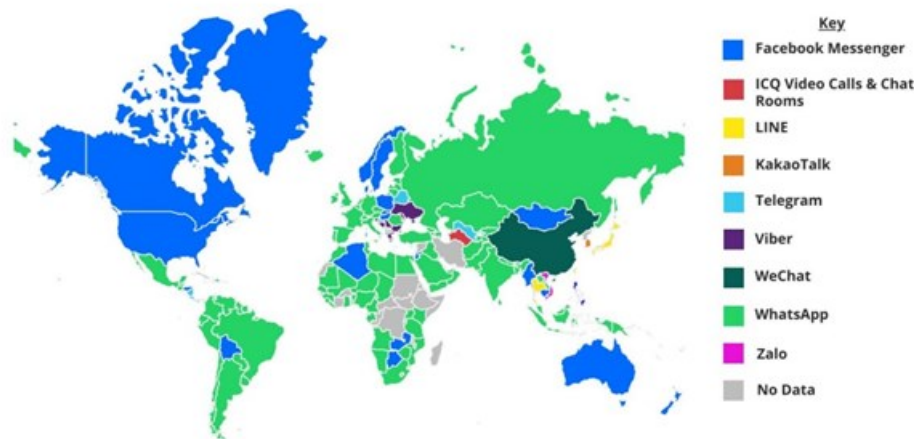 Key
Facebook Messenger
ICQ Video Calls & Chat
Rooms
LINE
KakaoTalk
Telegram
Viber
WeChat
WhatsApp
Zalo
No Data